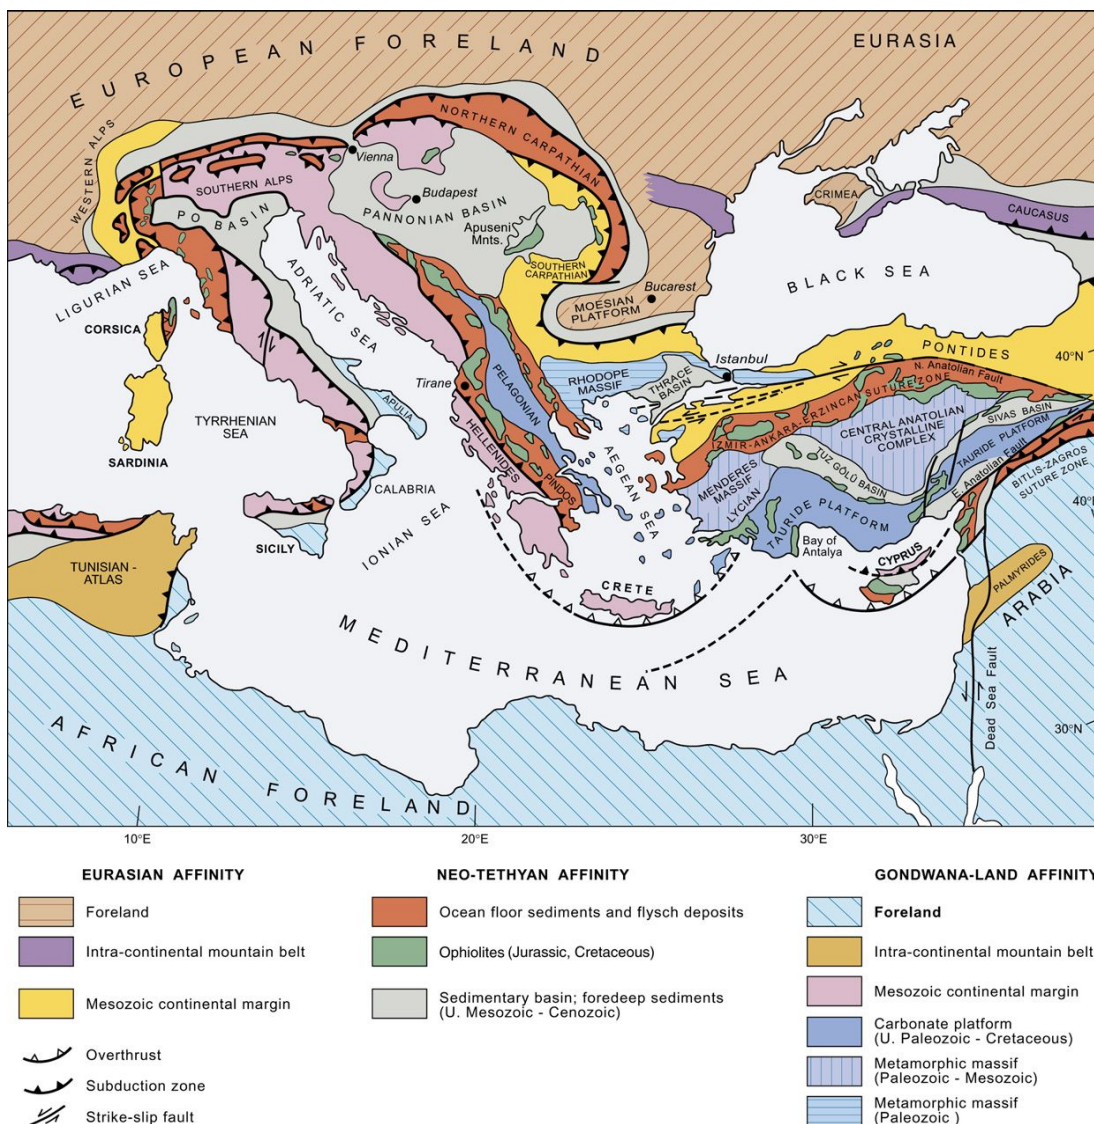 EUROPEAN FORELAND
EURASIA
WESTERN ALPS
NORTHERN CARPATHIAN
Vienna
SOUTHERN ALPS
Budapest
PO BASIN
PANNONIAN BASIN
Apuseni
Mnts.
CRIMEA
CAUCASUS
LIGURIAN SEA
ADRIATIC SEA
SOUTHERN
CARPATHIAN
BLACK SEA
Bucarest
MOESIAN
PLATFORM
CORSICA
PONTIDES
40°N
Istanbul
N. Anatolian Fault
Tirane
PELAGONIAN
RHODOPE
MASSIF
THRACE
BASIN
IZMIR-ANKARA-ERZINCAN SUTURE ZONE
SIVAS BASIN
APULIA
TYRRHENIAN
SEA
CENTRAL ANATOLIAN
CRYSTALLINE
COMPLEX
TAURIDE PLATFORM
SARDINIA
HELLENIDES
AEGEAN SEA
TUZ GÖLÜ BASIN
E. Anatolian Fault
BITLIS-ZAGROS
SUTURE ZONE
40°
MENDERES
MASSIF
LYCIAN
PINDOS
CALABRIA
TAURIDE PLATFORM
IONIAN SEA
SICILY
Bay of
Antalya
TUNISIAN-
ATLAS
CYPRUS
CRETE
PALMYRIDES
ARABIA
MEDITERRANEAN SEA
Dead Sea Fault
30°N
AFRICAN FORELAND
10°E
20°E
30°E
EURASIAN AFFINITY
Foreland
Intra-continental mountain belt
Mesozoic continental margin
Overthrust
Subduction zone
Strike-slip fault
NEO-TETHYAN AFFINITY
Ocean floor sediments and flysch deposits
Ophiolites (Jurassic, Cretaceous)
Sedimentary basin; foredeep sediments
(U. Mesozoic - Cenozoic)
GONDWANA-LAND AFFINITY
Foreland
Intra-continental mountain belt
Mesozoic continental margin
Carbonate platform
(U. Paleozoic - Cretaceous)
Metamorphic massif
(Paleozoic - Mesozoic)
Metamorphic massif
(Paleozoic )